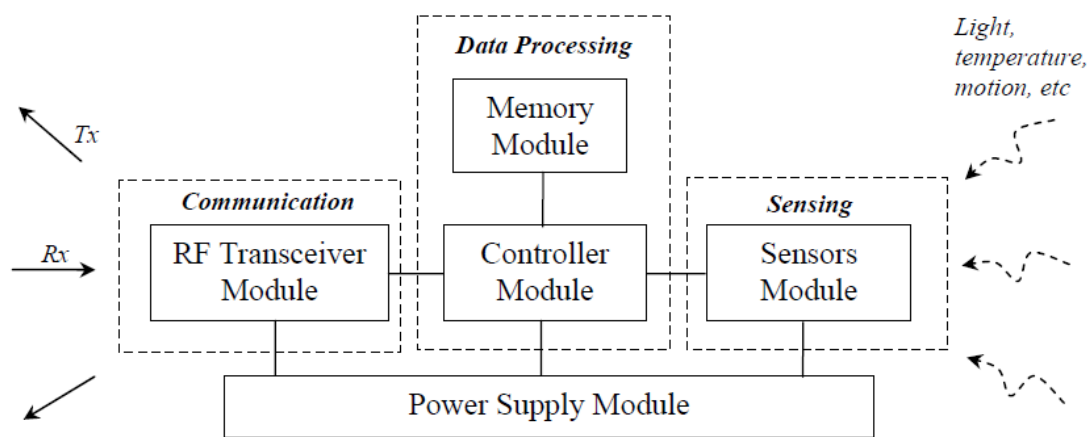 Data Processing
Light,
temperature,
motion, etc
Memory
Module
Tx
Communication
Sensing
Rx
RF Transceiver
Module
Controller
Module
Sensors
Module
Power Supply Module